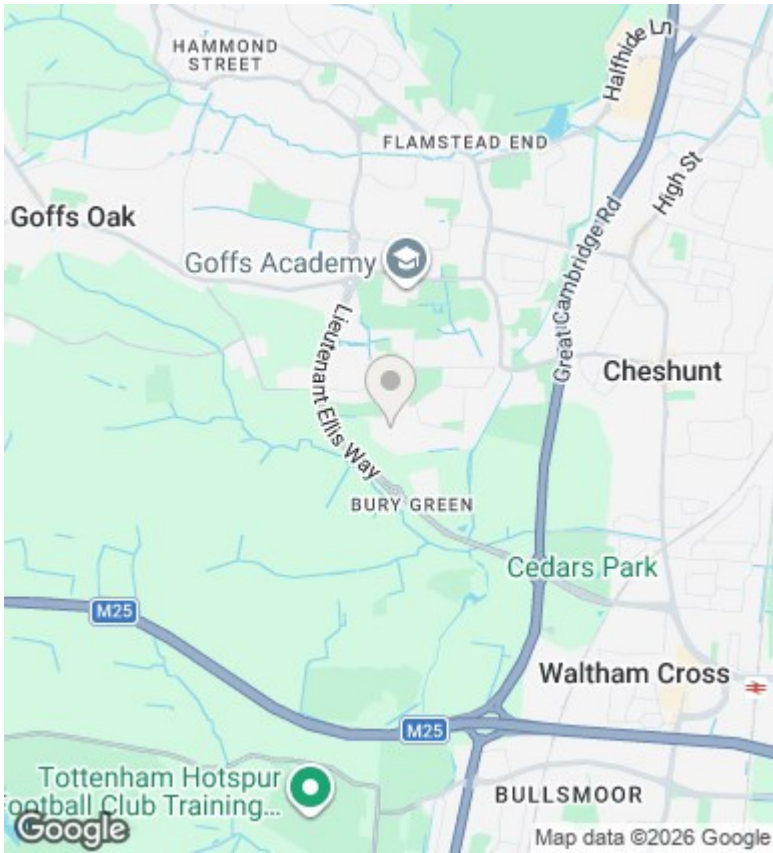 HAMMOND
STREET
Halfhide Ln
FLAMSTEAD END
High St
Goffs Oak
Goffs Academy
Great Cambridge Rd
Lieutenant Ellis Way
Cheshunt
BURY GREEN
Cedars Park
M25
Waltham Cross
M25
Tottenham Hotspur
Football Club Training...
BULLSMOOR
Google
Map data ©2026 Google